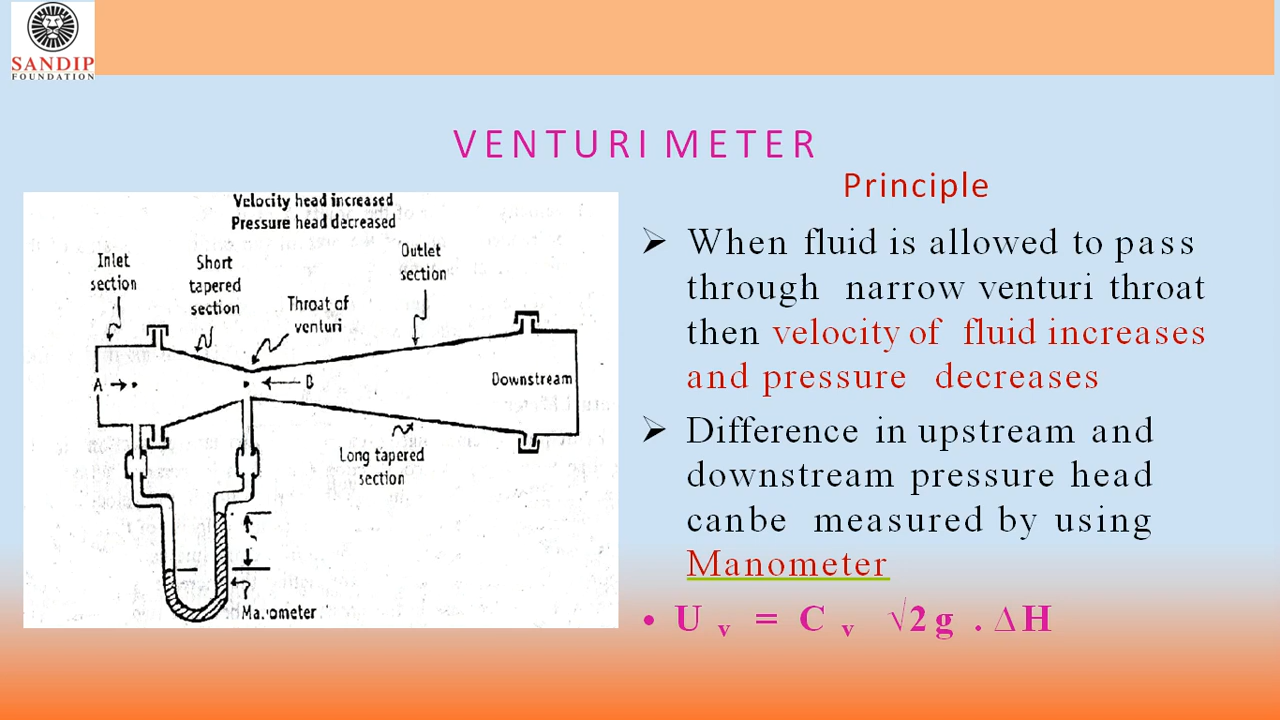 SANDIP
FOUNDATION
VENTURI METER
Principle
Velocity head increased
Pressure head decreased
Inlet
section
Short
tapered
section
Throat of
venturi
Outlet
section
A
B
Downstream
Long tapered
section
Manometer
➢ When fluid is allowed to pass
through narrow venturi throat
then velocity of fluid increases
and pressure decreases
➢ Difference in upstream and
downstream pressure head
canbe measured by using
Manometer
• U v = C v √2g . ΔH